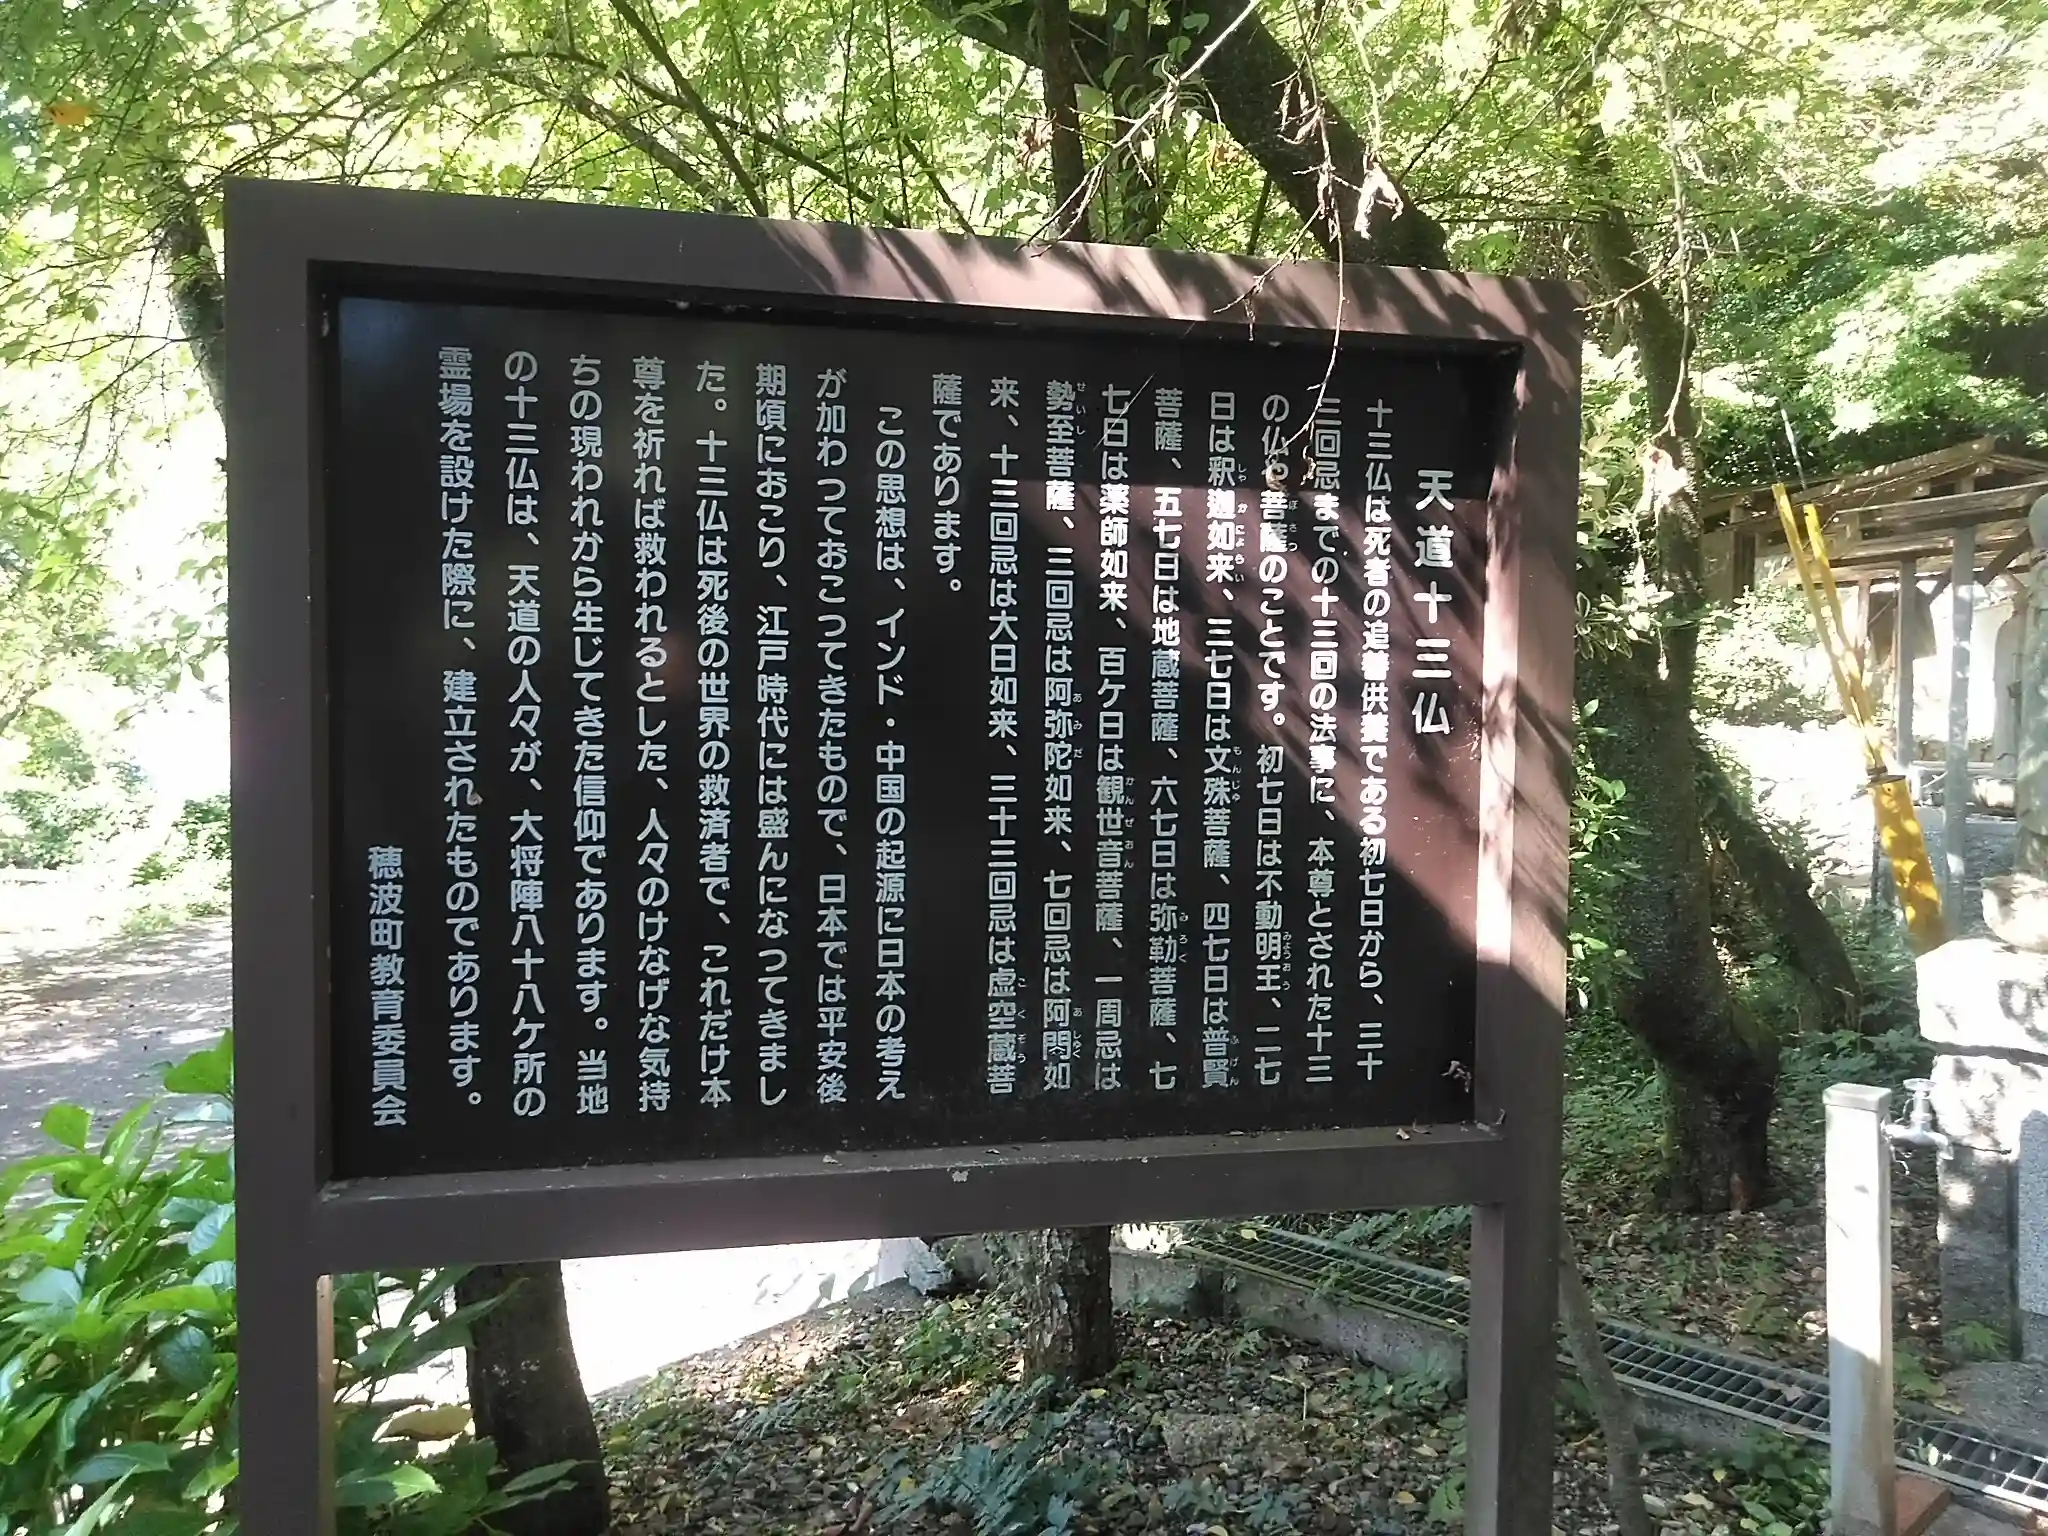 天道十三仏
十三仏は死者の追善供養である初七日から、三十
三回忌までの十三回の法事に、本尊とされた十三
の仏や菩薩のことです。初七日は不動明王、二七
日は釈迦如来、三七日は文殊菩薩、四七日は普賢
菩薩、五七日は地蔵菩薩、六七日は弥勒菩薩、七
七日は薬師如来、百ケ日は観世音菩薩、一周忌は
勢至菩薩、三回忌は阿弥陀如来、七回忌は阿閦如
来、十三回忌は大日如来、三十三回忌は虚空蔵菩
薩であります。
この思想は、インド・中国の起源に日本の考え
が加わっておこってきたもので、日本では平安後
期頃におこり、江戸時代には盛んになってきまし
た。十三仏は死後の世界の救済者で、これだけ本
尊を祈れば救われるとした、人々のけなげな気持
ちの現われから生じてきた信仰であります。当地
の十三仏は、天道の人々が、大将陣八十八ケ所の
霊場を設けた際に、建立されたものであります。
穂波町教育委員会